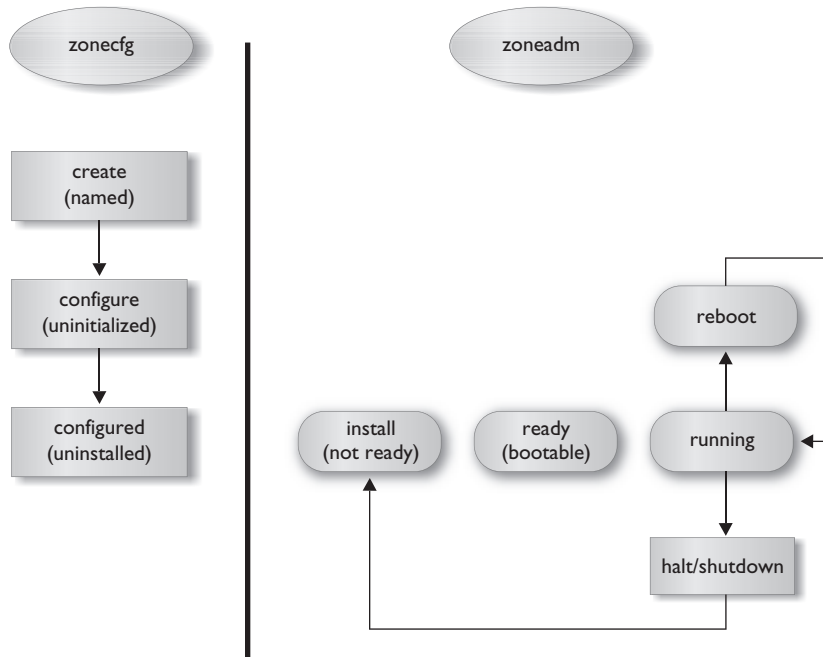 zonecfg
zoneadm
create
(named)
configure
(uninitialized)
configured
(uninstalled)
reboot
install
(not ready)
ready
(bootable)
running
halt/shutdown